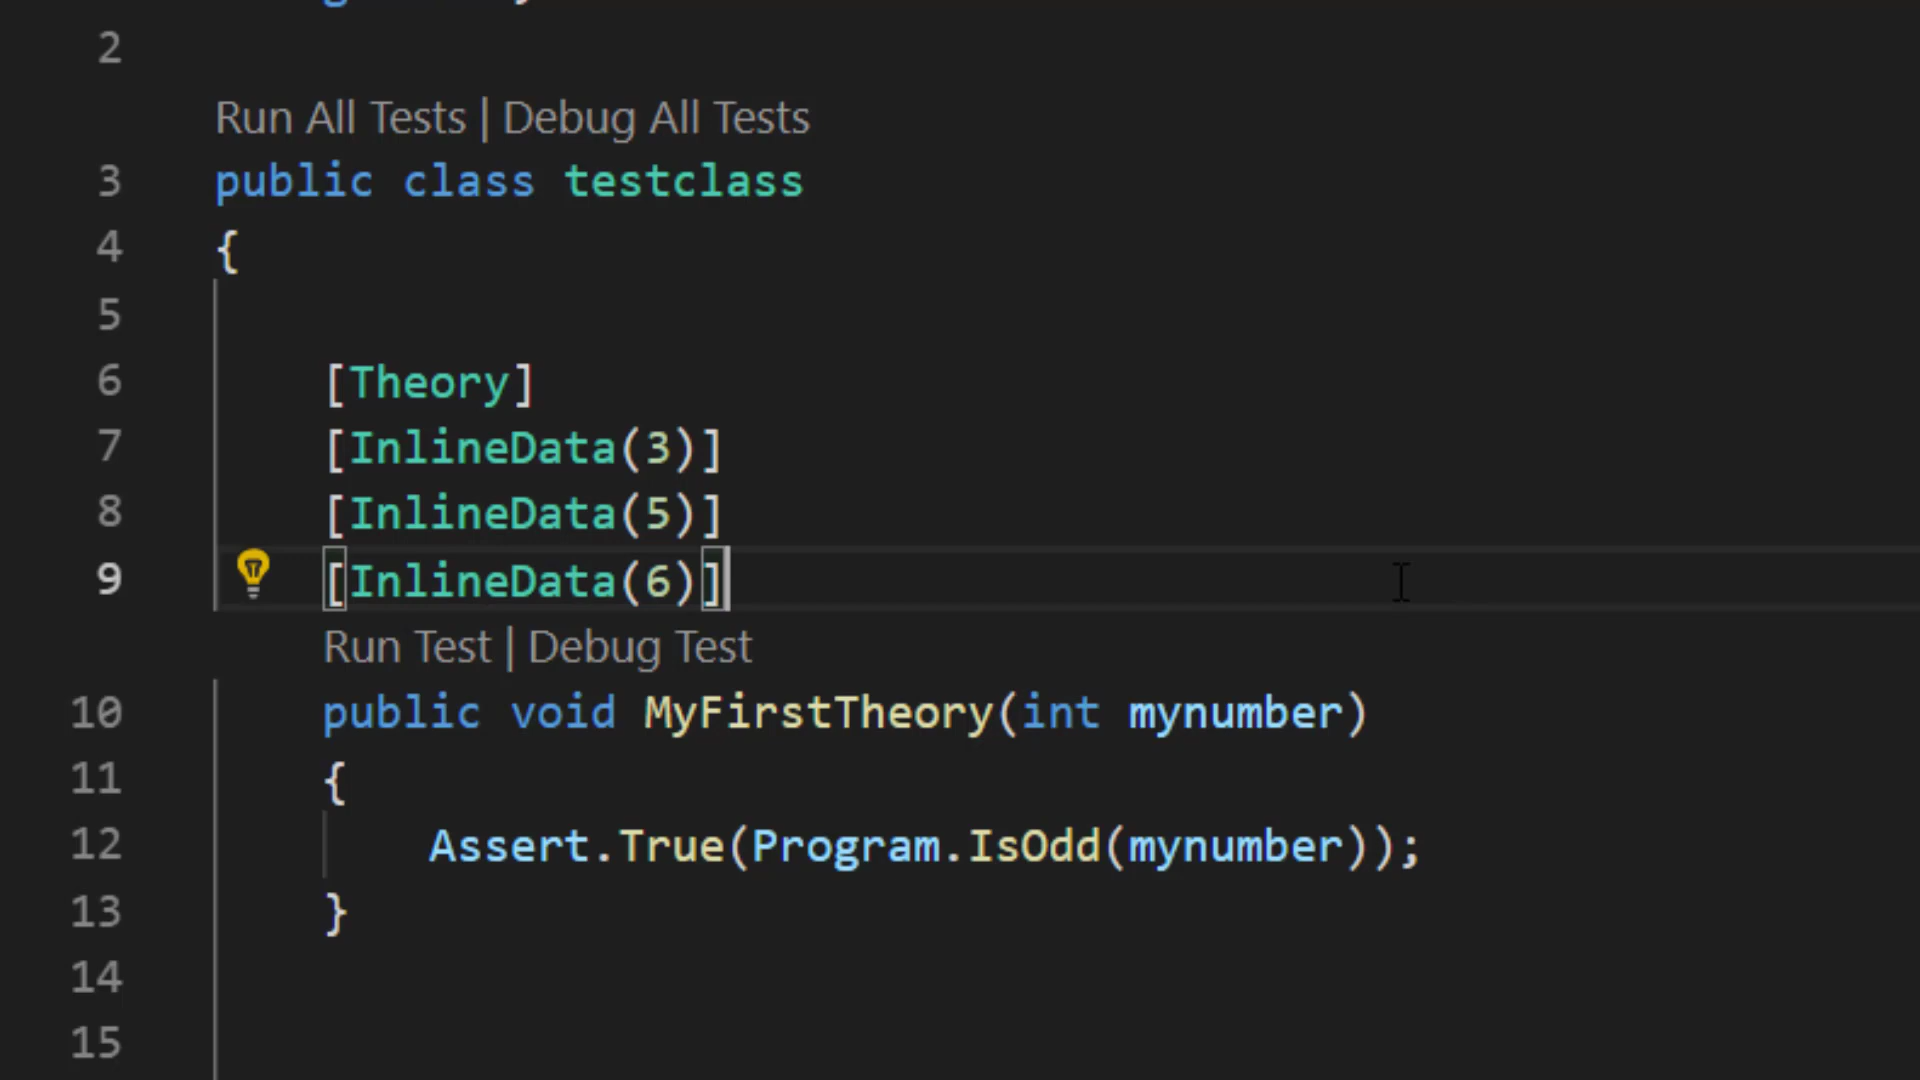 2
Run All Tests | Debug All Tests
3 public class testclass
4 {
5
6 [Theory]
7 [InlineData(3)]
8 [InlineData(5)]
9 [InlineData(6)]
Run Test | Debug Test
10 public void MyFirstTheory(int mynumber)
11 {
12 Assert.True(Program.IsOdd(mynumber));
13 }
14
15